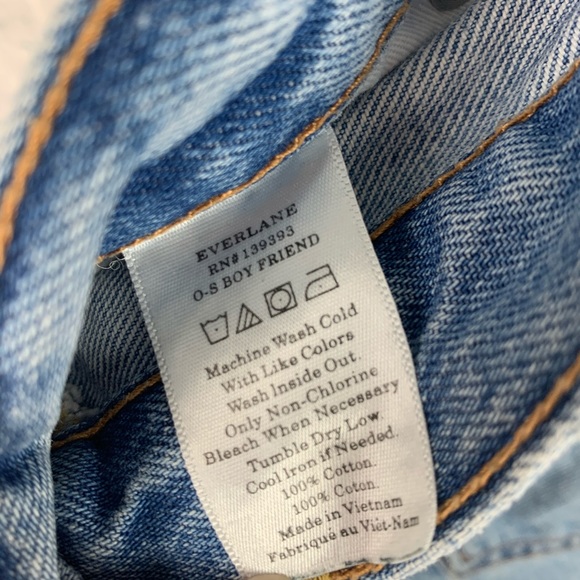 EVERLANE
RN# 139393
O-S BOY FRIEND
Machine Wash Cold
With Like Colors
Wash Inside Out.
Only Non-Chlorine
Bleach When Necessary
Tumble Dry Low
Cool Iron if Needed.
100% Cotton.
100% Coton.
Made in Vietnam
Fabriqué au Viêt-Nam